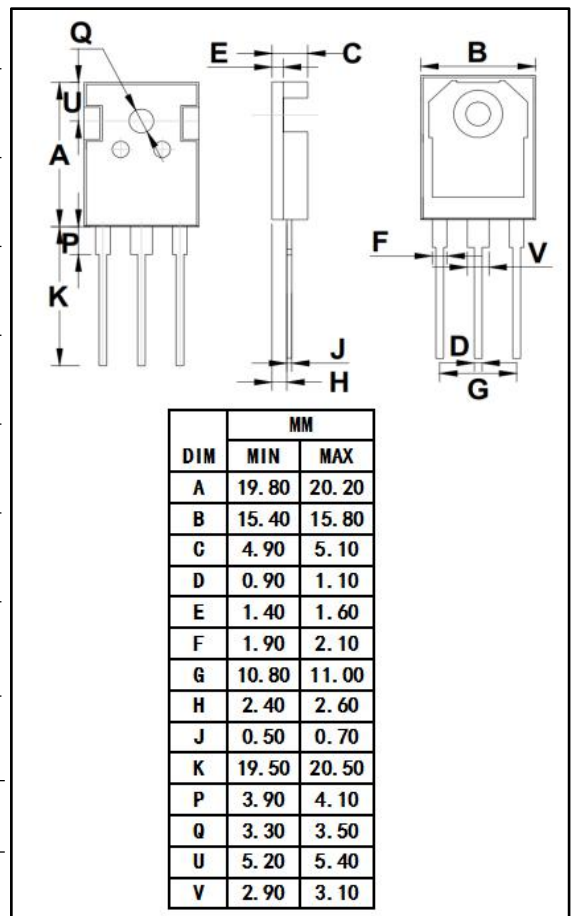 Q
E C B
U
A
P
K
F V
J
H
D
G
MM
DIM MIN MAX
A 19.80 20.20
B 15.40 15.80
C 4.90 5.10
D 0.90 1.10
E 1.40 1.60
F 1.90 2.10
G 10.80 11.00
H 2.40 2.60
J 0.50 0.70
K 19.50 20.50
P 3.90 4.10
Q 3.30 3.50
U 5.20 5.40
V 2.90 3.10